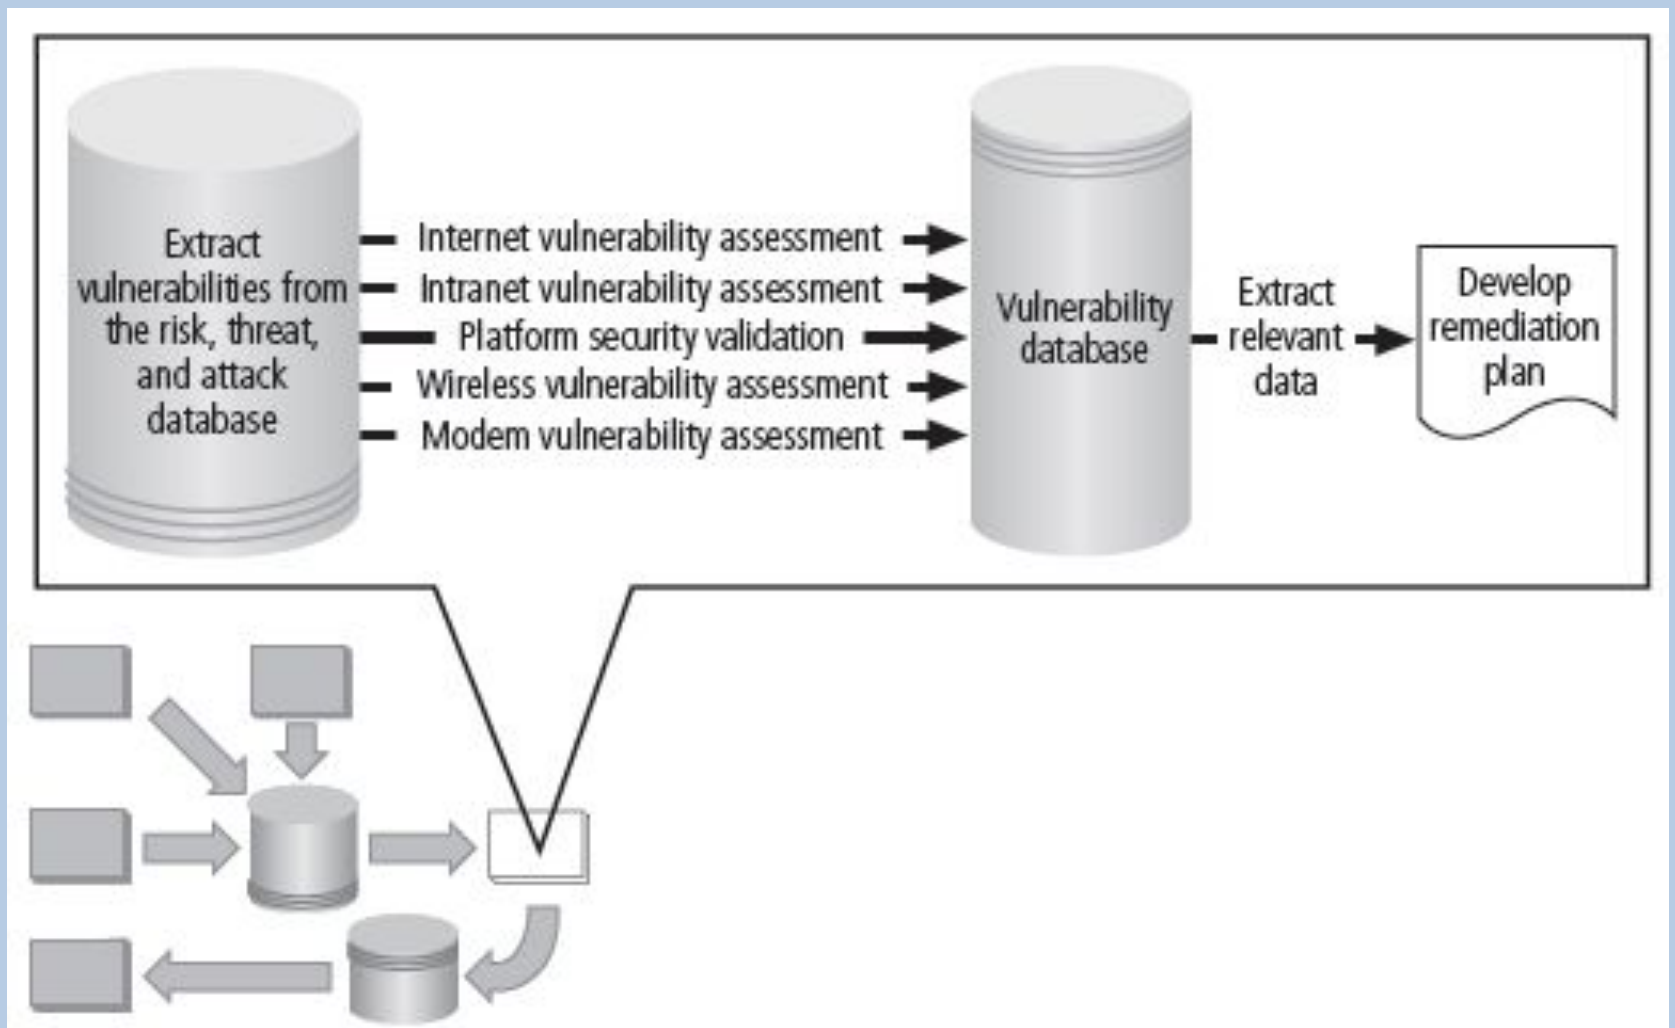 Extract
vulnerabilities from
the risk, threat,
and attack
database
Internet vulnerability assessment
Intranet vulnerability assessment
Platform security validation
Wireless vulnerability assessment
Modem vulnerability assessment
Vulnerability
database
Extract
relevant
data
Develop
remediation
plan